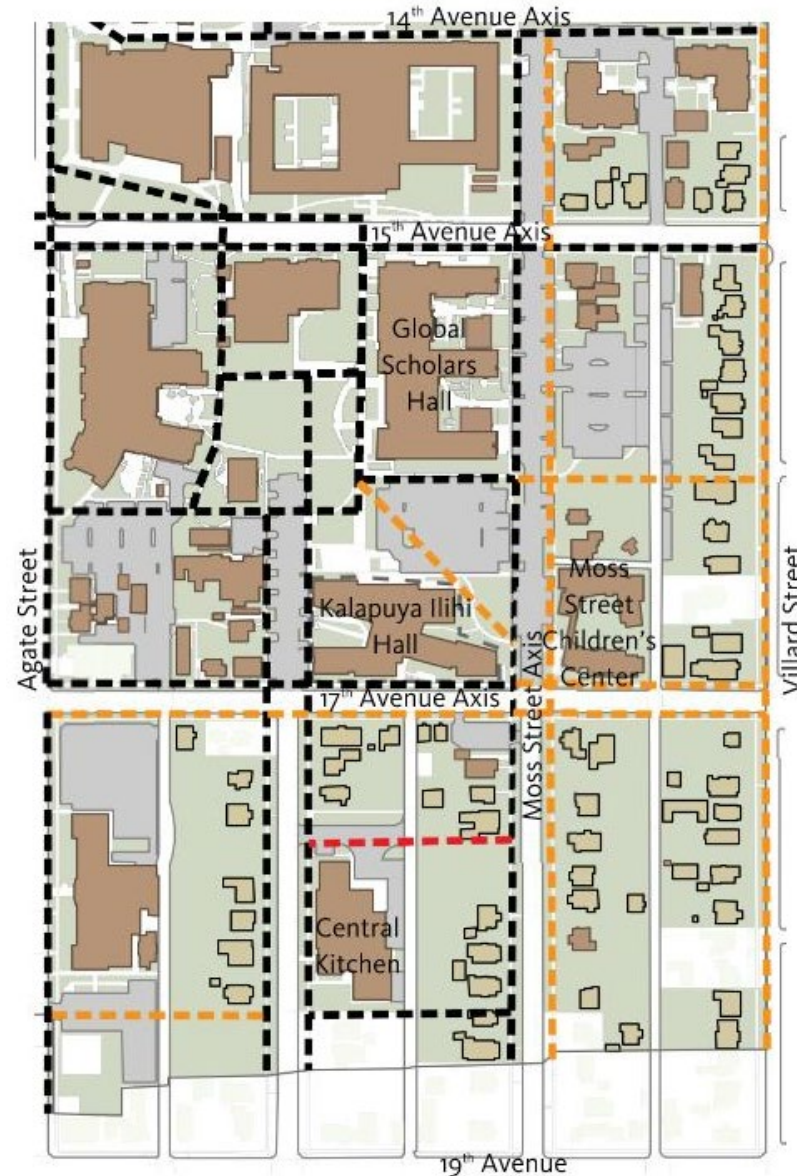 14th Avenue Axis
15th Avenue Axis
Global
Scholars
Hall
Agate Street
Kalapuya Ilihi
Hall
Moss
Street
Children's
Center
Villard Street
17th Avenue Axis
Moss Street Axis
Central
Kitchen
19th Avenue